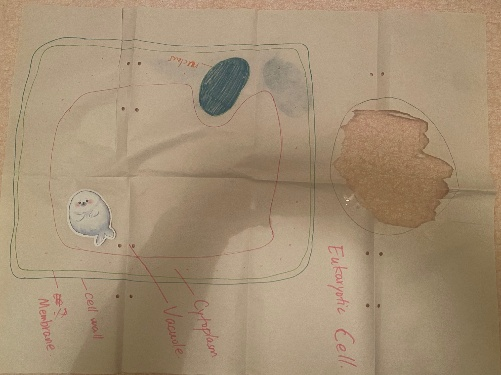 Eukaryotic Cell.
nucleus
Cytoplasm
Vacuole
cell wall
Membrane